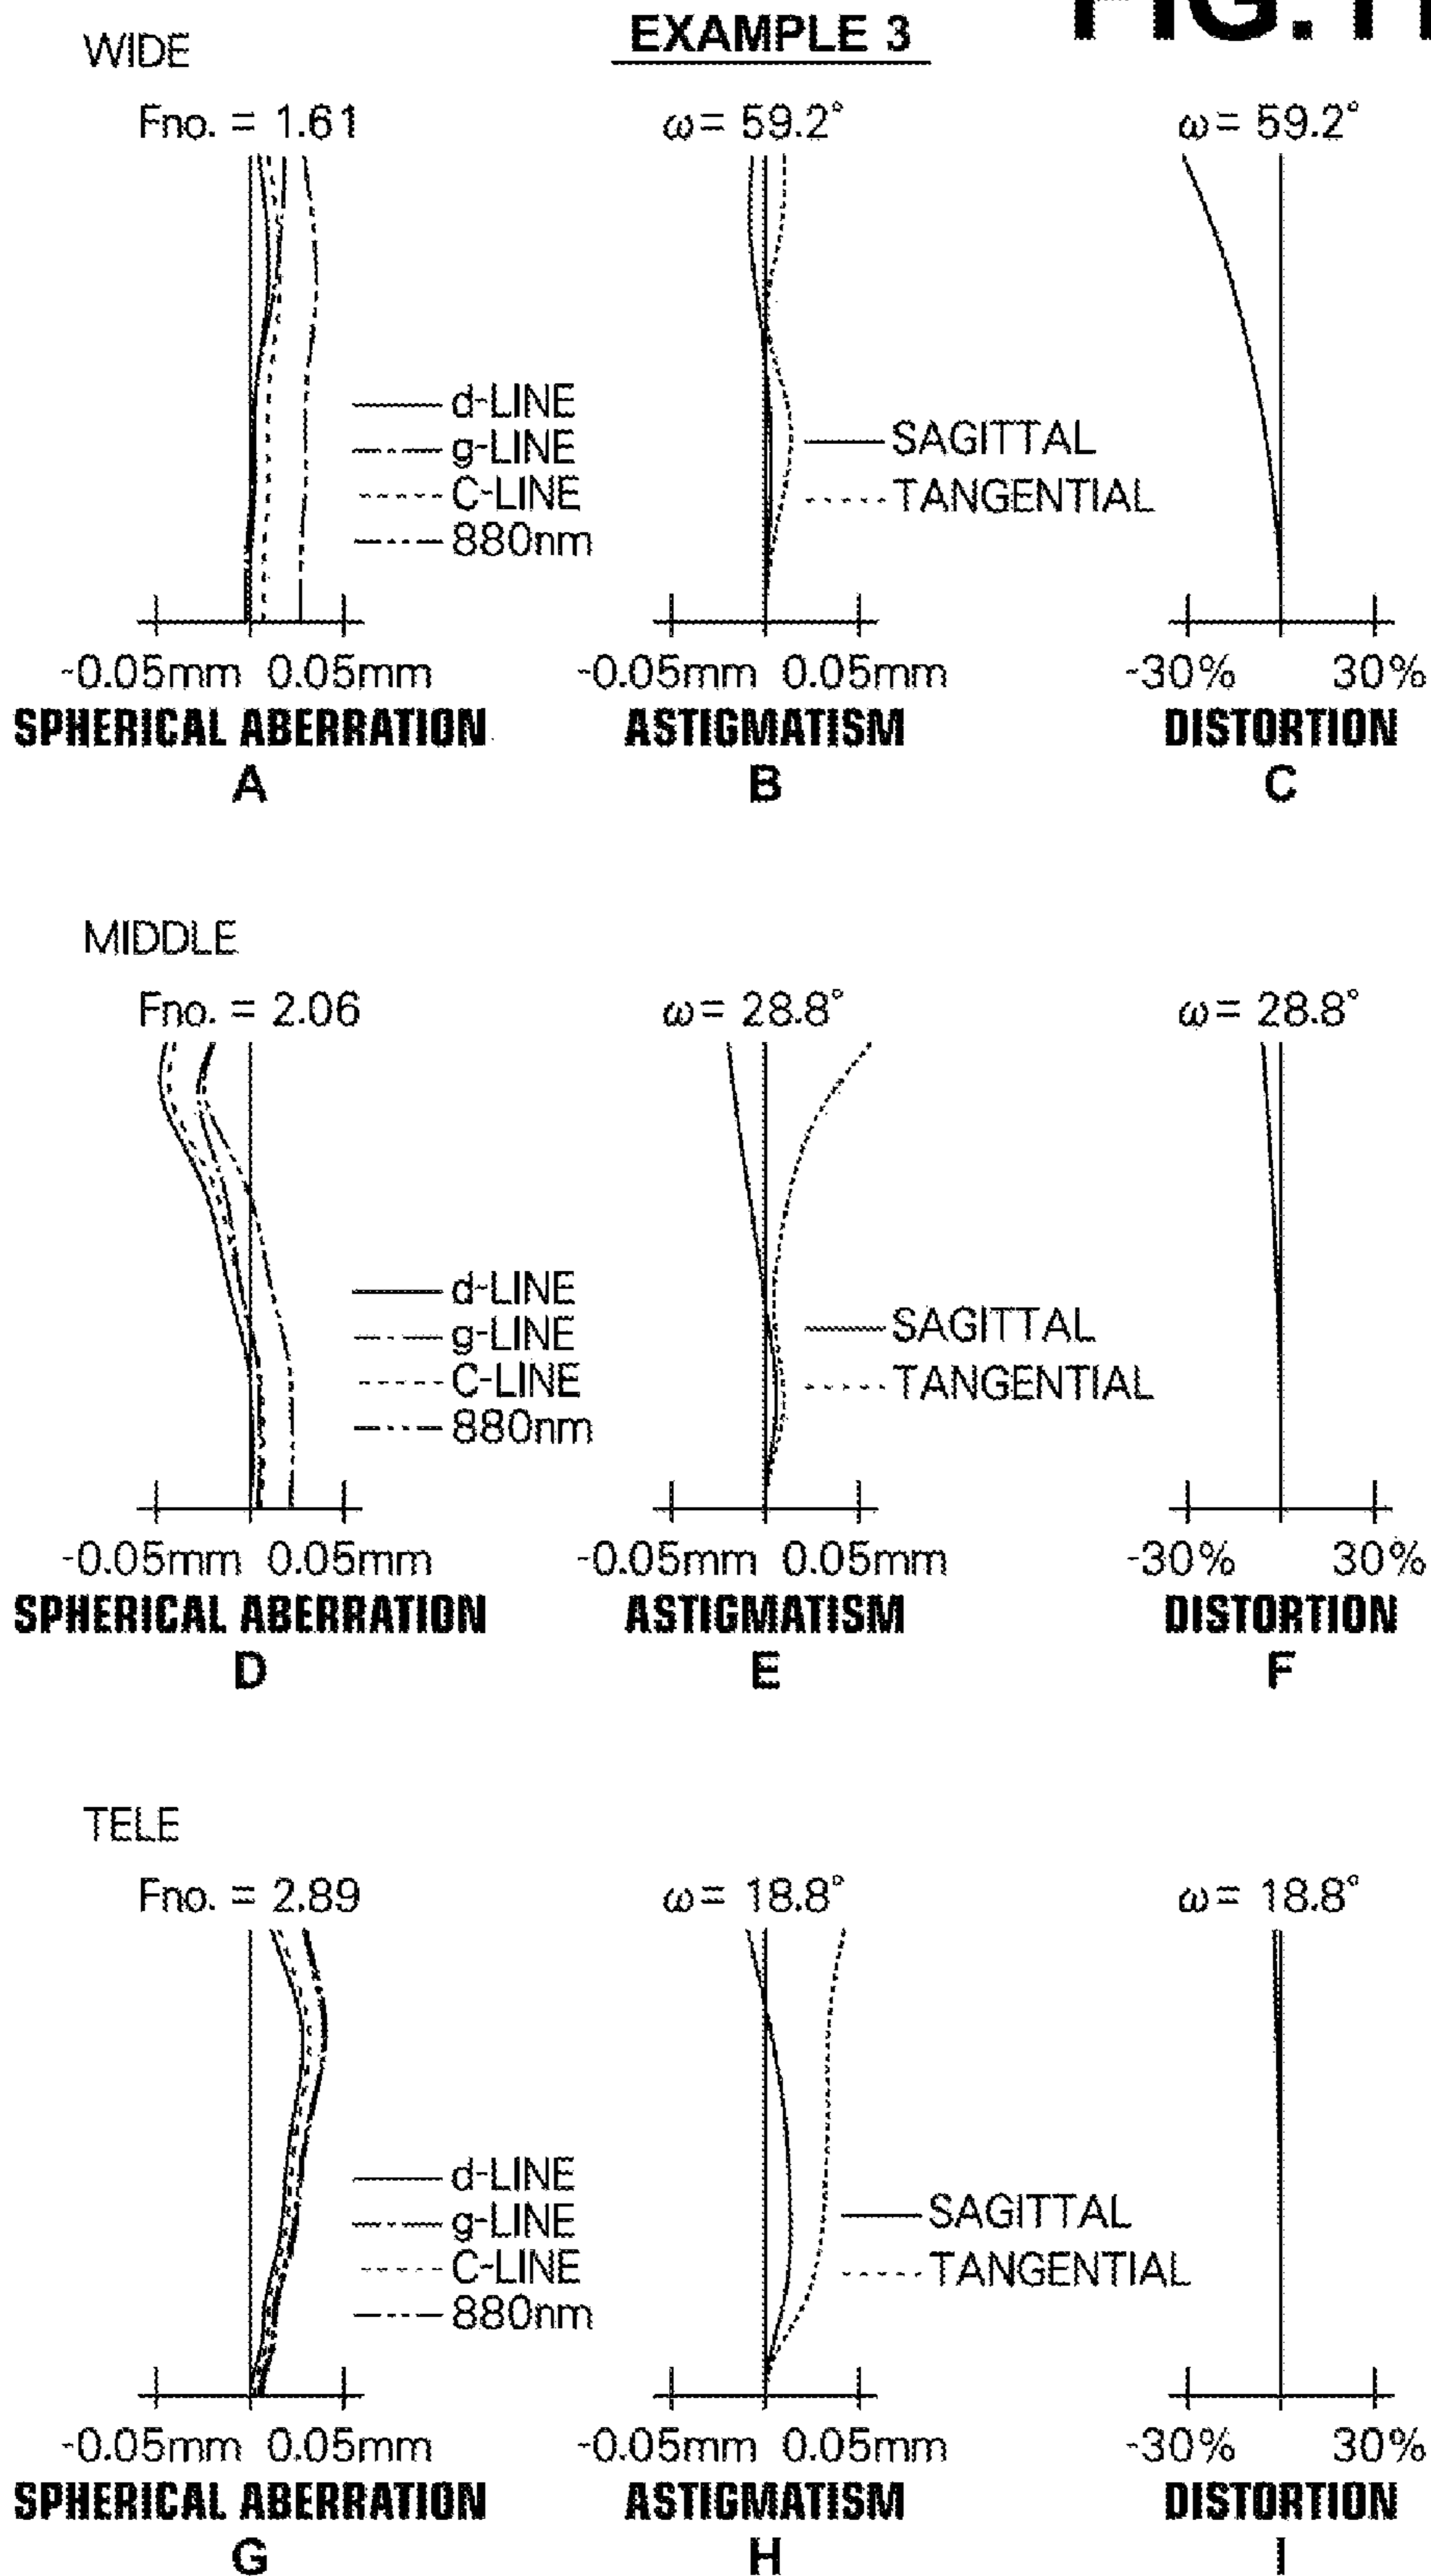 EXAMPLE 3
WIDE
Fno. = 1.61
ω= 59.2°
ω= 59.2°
d-LINE
g-LINE
C-LINE
880nm
SAGITTAL
TANGENTIAL
-0.05mm 0.05mm
SPHERICAL ABERRATION
A
-0.05mm 0.05mm
ASTIGMATISM
B
-30% 30%
DISTORTION
C
MIDDLE
Fno. = 2.06
ω= 28.8°
ω= 28.8°
d-LINE
g-LINE
C-LINE
880nm
SAGITTAL
TANGENTIAL
-0.05mm 0.05mm
SPHERICAL ABERRATION
D
-0.05mm 0.05mm
ASTIGMATISM
E
-30% 30%
DISTORTION
F
TELE
Fno. = 2.89
ω= 18.8°
ω= 18.8°
d-LINE
g-LINE
C-LINE
880nm
SAGITTAL
TANGENTIAL
-0.05mm 0.05mm
SPHERICAL ABERRATION
G
-0.05mm 0.05mm
ASTIGMATISM
H
-30% 30%
DISTORTION
I